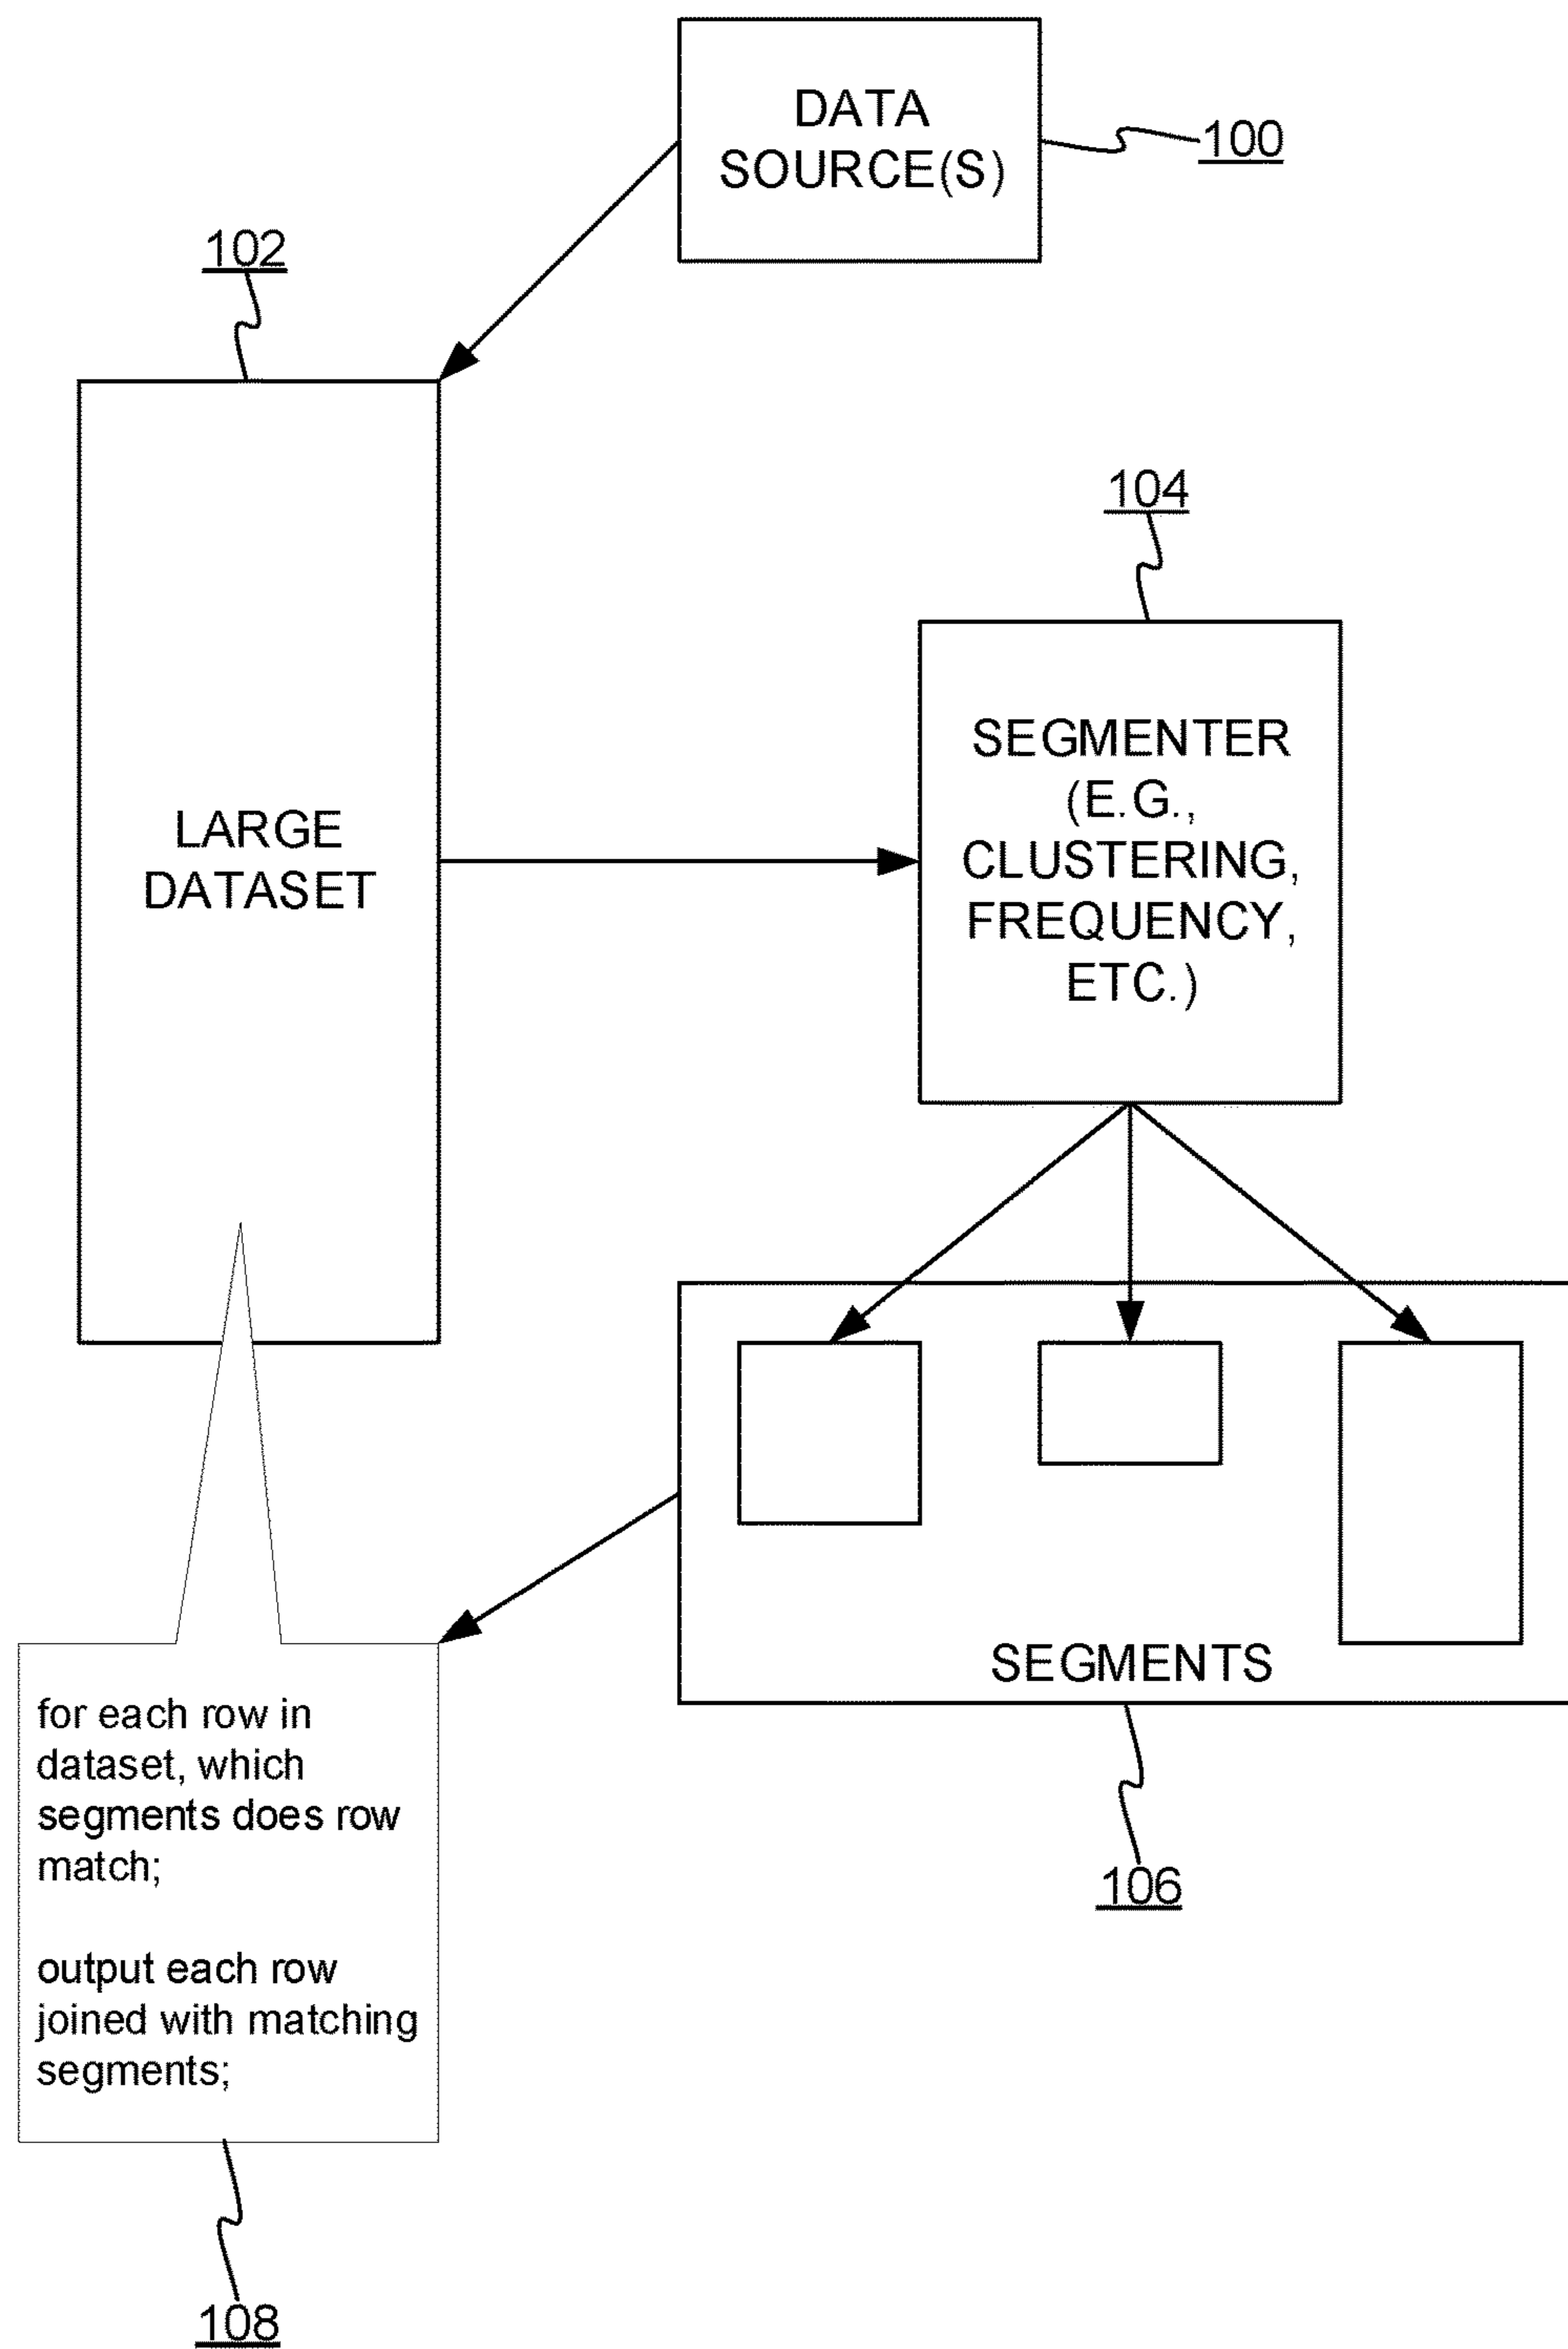 DATA
SOURCE(S)
100
102
104
SEGMENTER
(E.G.,
CLUSTERING,
FREQUENCY,
ETC.)
LARGE
DATASET
SEGMENTS
106
for each row in
dataset, which
segments does row
match;
output each row
joined with matching
segments;
108